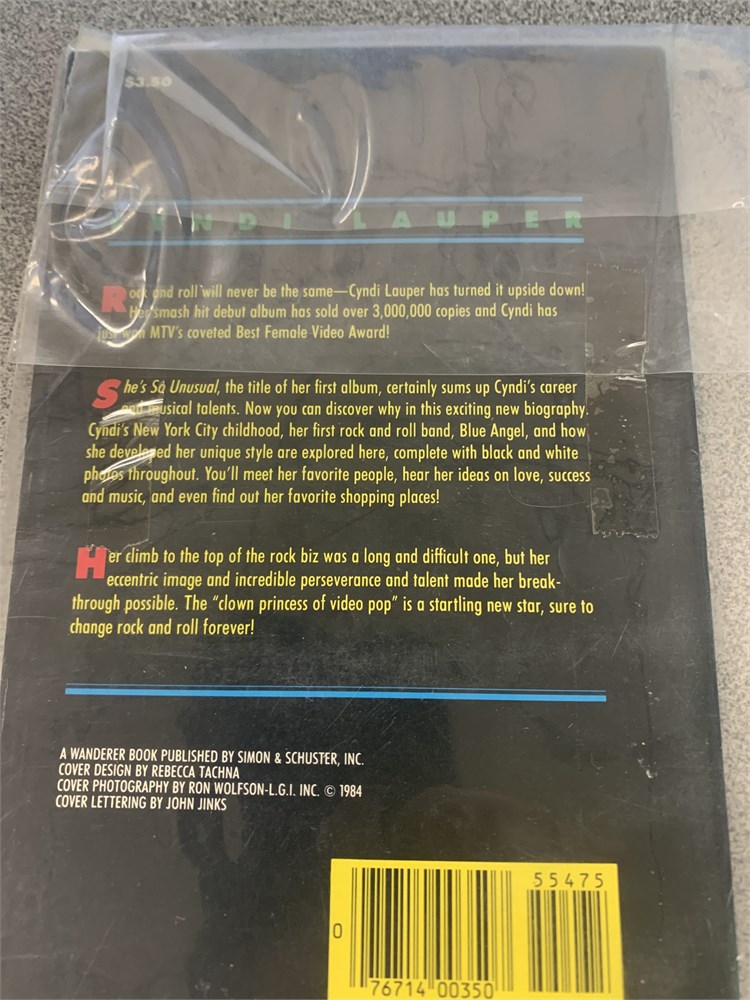 $3.50
CYNDI LAUPER
Rock and roll will never be the same—Cyndi Lauper has turned it upside down!
Her smash hit debut album has sold over 3,000,000 copies and Cyndi has
just won MTV's coveted Best Female Video Award!
She's So Unusual, the title of her first album, certainly sums up Cyndi's career
and musical talents. Now you can discover why in this exciting new biography.
Cyndi's New York City childhood, her first rock and roll band, Blue Angel, and how
she developed her unique style are explored here, complete with black and white
photos throughout. You'll meet her favorite people, hear her ideas on love, success
and music, and even find out her favorite shopping places!
Her climb to the top of the rock biz was a long and difficult one, but her
eccentric image and incredible perseverance and talent made her break-
through possible. The “clown princess of video pop” is a startling new star, sure to
change rock and roll forever!
A WANDERER BOOK PUBLISHED BY SIMON & SCHUSTER, INC.
COVER DESIGN BY REBECCA TACHNA
COVER PHOTOGRAPHY BY RON WOLFSON-L.G.I. INC. © 1984
COVER LETTERING BY JOHN JINKS
55475
0 76714 00350